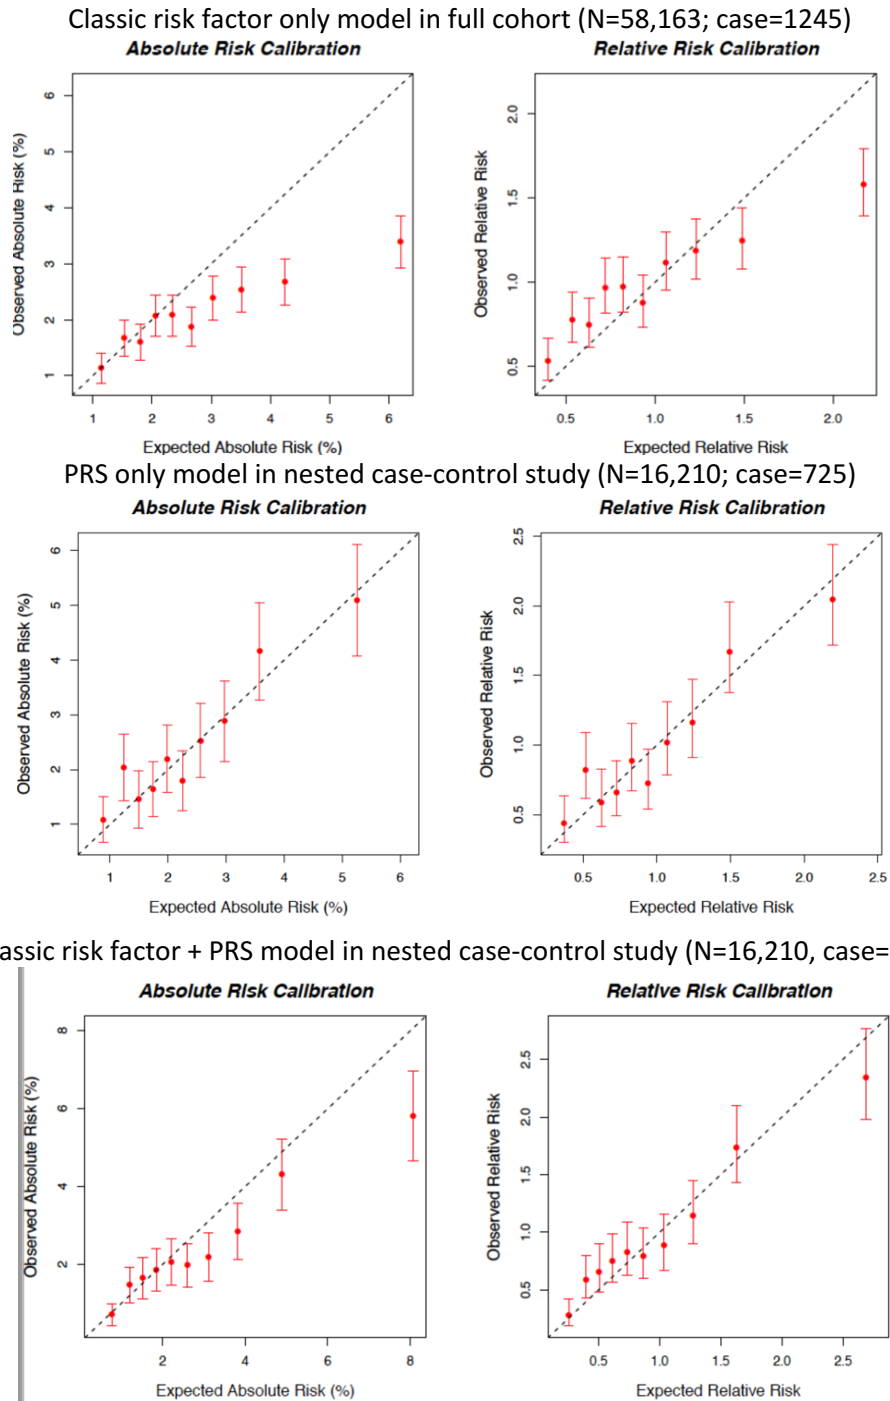 Classic risk factor only model in full cohort (N=58,163; case=1245)
Absolute Risk Calibration
Observed Absolute Risk (%)
6
5
4
3
2
1
1 2 3 4 5 6
Expected Absolute Risk (%)
Relative Risk Calibration
Observed Relative Risk
2.0
1.5
1.0
0.5
0.5 1.0 1.5 2.0
Expected Relative Risk
PRS only model in nested case-control study (N=16,210; case=725)
Absolute Risk Calibration
Observed Absolute Risk (%)
6
5
4
3
2
1
1 2 3 4 5 6
Expected Absolute Risk (%)
Relative Risk Calibration
Observed Relative Risk
2.5
2.0
1.5
1.0
0.5
0.5 1.0 1.5 2.0 2.5
Expected Relative Risk
assic risk factor + PRS model in nested case-control study (N=16,210, case=
Absolute Risk Calibration
Observed Absolute Risk (%)
8
6
4
2
2 4 6 8
Expected Absolute Risk (%)
Relative Risk Calibration
Observed Relative Risk
2.5
2.0
1.5
1.0
0.5
0.5 1.0 1.5 2.0 2.5
Expected Relative Risk